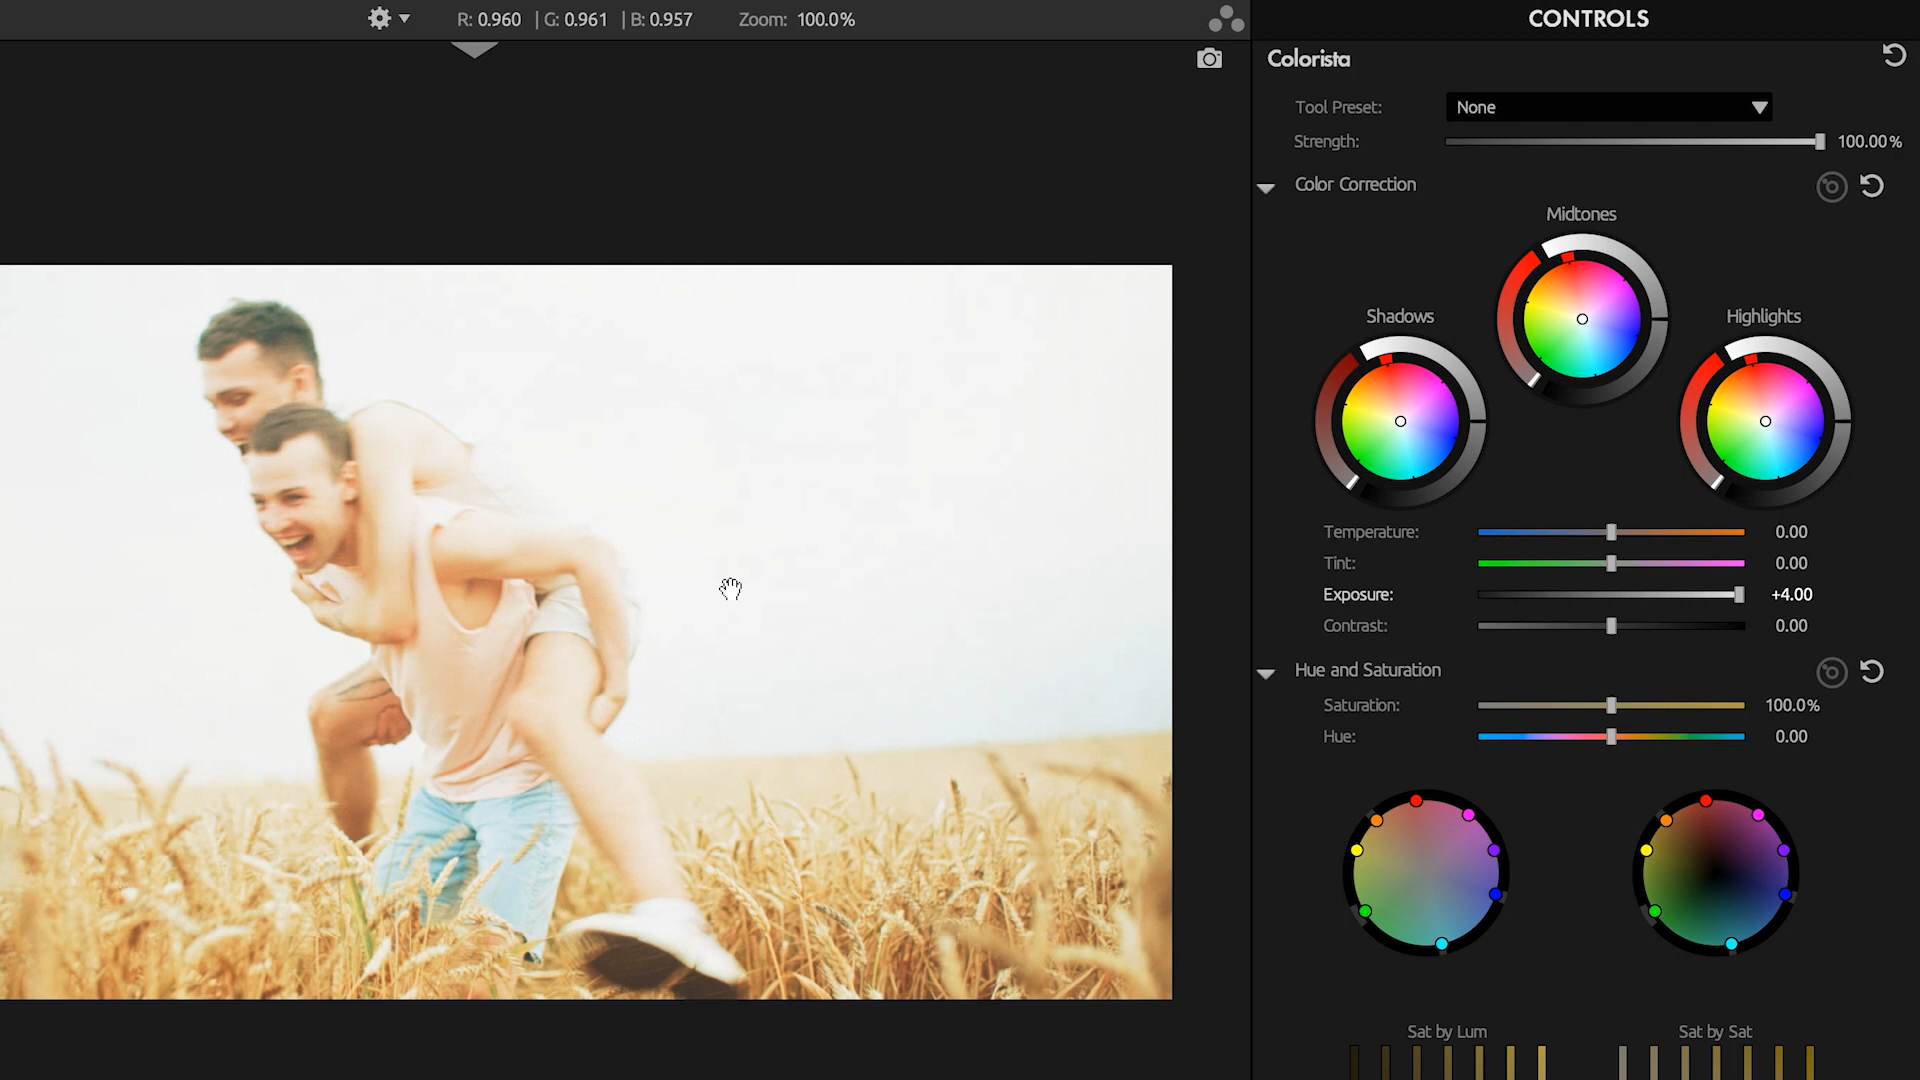 R: 0.960 | G: 0.961 | B: 0.957 Zoom: 100.0%
CONTROLS
Colorista
Tool Preset: None
Strength: 100.00%
Color Correction
Midtones
Shadows
Highlights
Temperature: 0.00
Tint: 0.00
Exposure: +4.00
Contrast: 0.00
Hue and Saturation
Saturation: 100.0%
Hue: 0.00
Sat by Lum
Sat by Sat